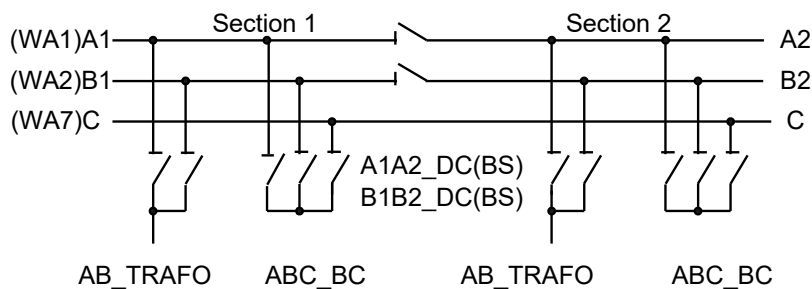 Section 1 Section 2
(WA1)A1 A2
(WA2)B1 B2
(WA7)C C
A1A2_DC(BS)
B1B2_DC(BS)
AB_TRAFO ABC_BC AB_TRAFO ABC_BC